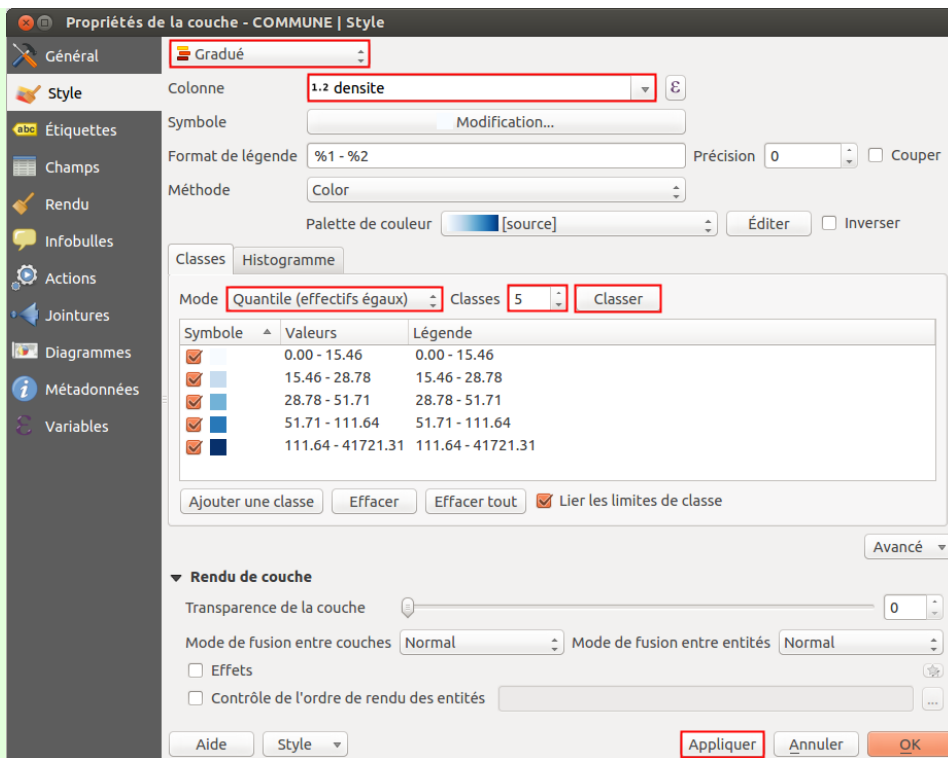 Propriétés de la couche - COMMUNE | Style
Général
Style
abc Étiquettes
Champs
Rendu
Infobulles
Actions
Jointures
Diagrammes
Métadonnées
Variables
Gradué
Colonne 1.2 densite ε
Symbole Modification...
Format de légende %1 - %2 Précision 0 Couper
Méthode Color
Palette de couleur [source] Éditer Inverser
Classes Histogramme
Mode Quantile (effectifs égaux) Classes 5 Classer
Symbole Valeurs Légende
0.00 - 15.46 0.00 - 15.46
15.46 - 28.78 15.46 - 28.78
28.78 - 51.71 28.78 - 51.71
51.71 - 111.64 51.71 - 111.64
111.64 - 41721.31 111.64 - 41721.31
Ajouter une classe Effacer Effacer tout Lier les limites de classe
Avancé
Rendu de couche
Transparence de la couche 0
Mode de fusion entre couches Normal Mode de fusion entre entités Normal
Effets
Contrôle de l'ordre de rendu des entités ...
Aide Style Appliquer Annuler OK